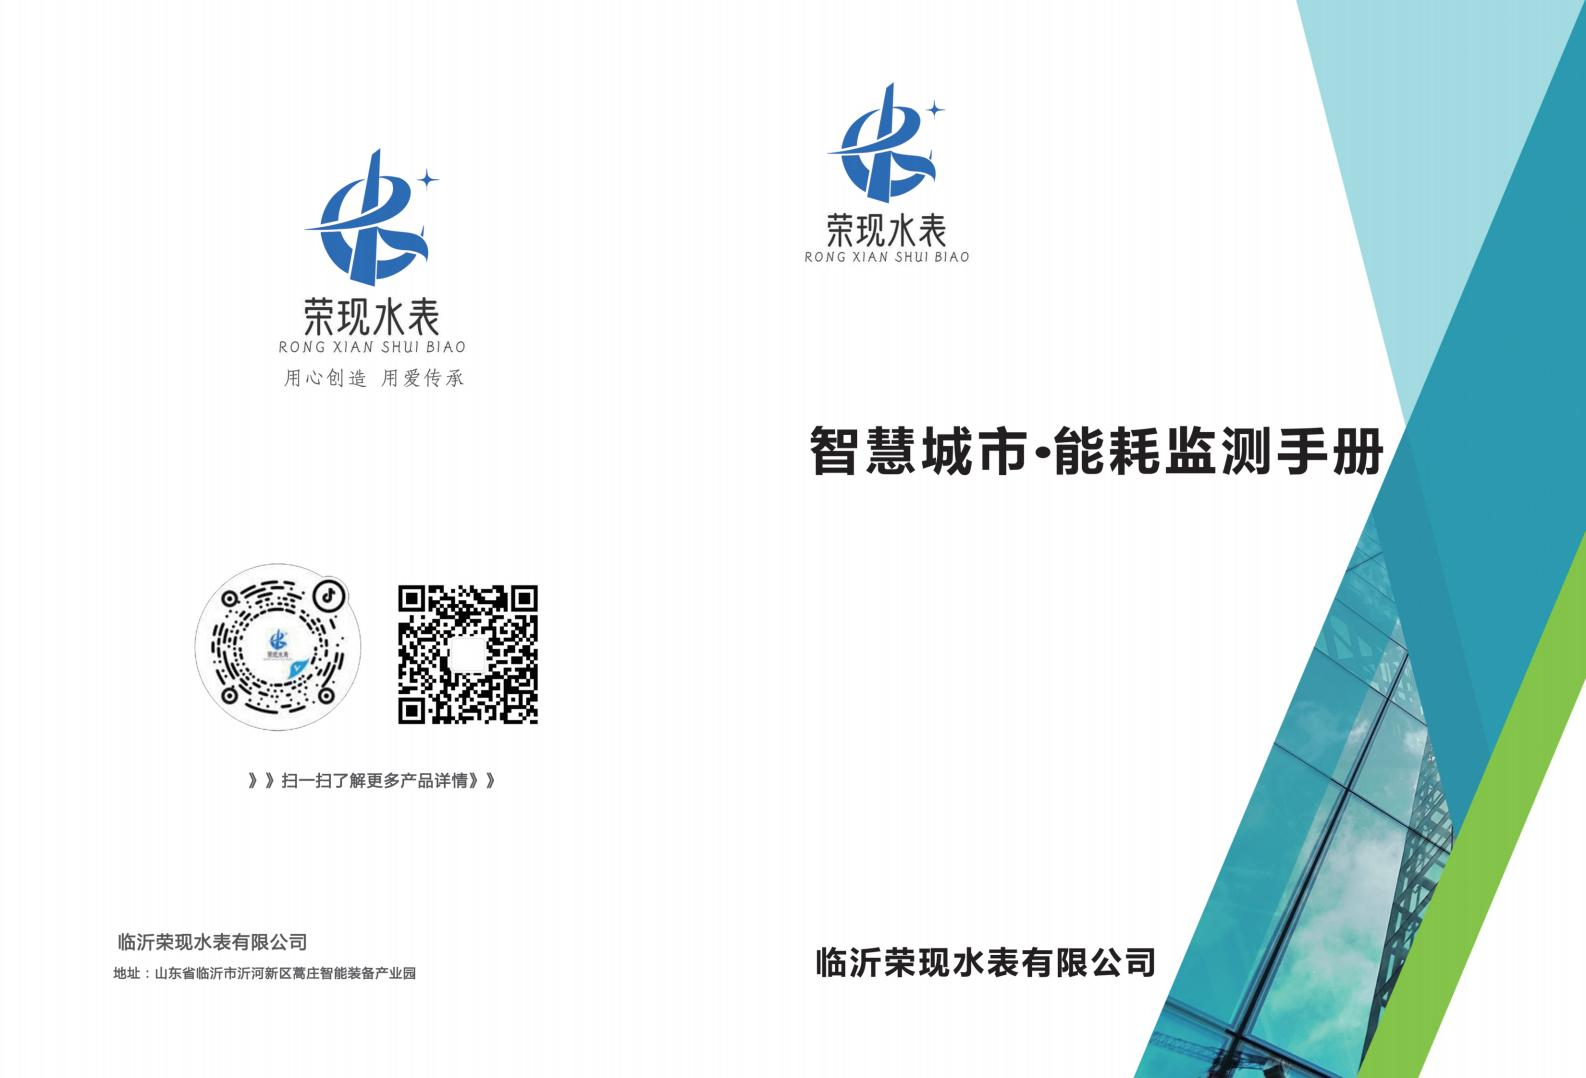 荣现水表
RONG XIAN SHUI BIAO
用心创造 用爱传承
荣现水表
》》扫一扫了解更多产品详情》》
临沂荣现水表有限公司
地址：山东省临沂市沂河新区蒿庄智能装备产业园
荣现水表
RONG XIAN SHUI BIAO
智慧城市·能耗监测手册
临沂荣现水表有限公司